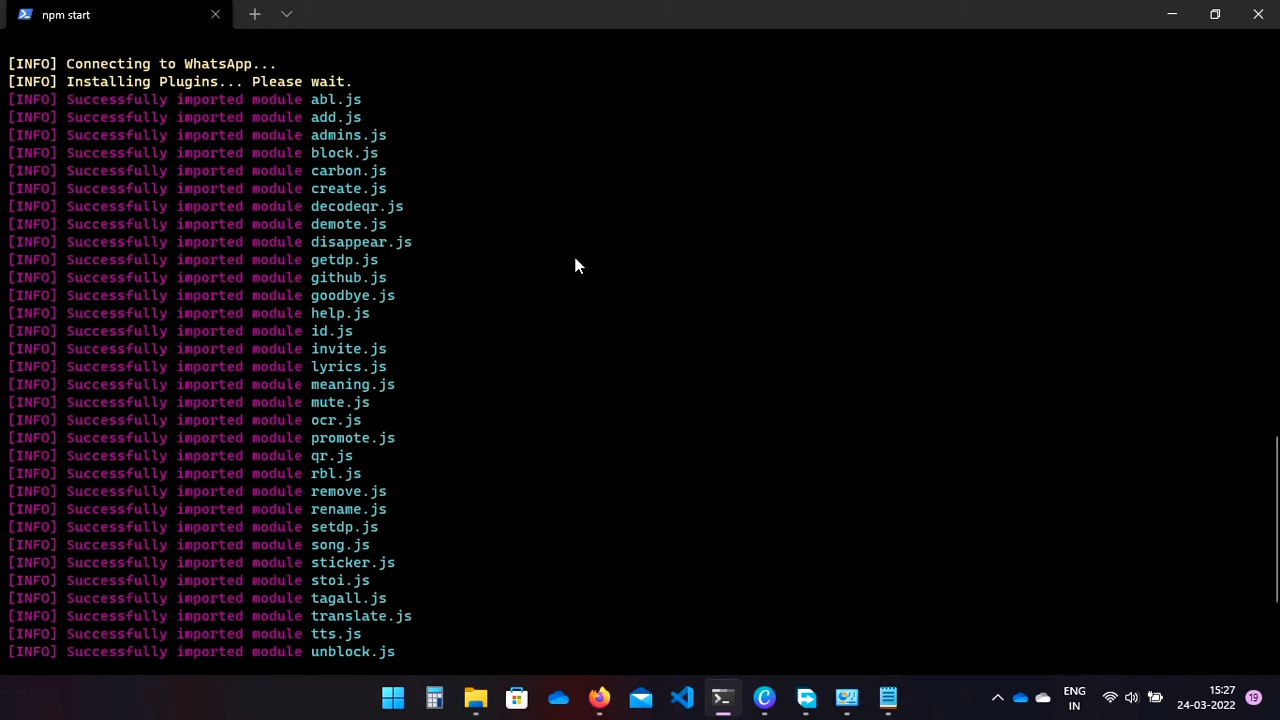 npm start
[INFO] Connecting to WhatsApp...
[INFO] Installing Plugins... Please wait.
[INFO] Successfully imported module abl.js
[INFO] Successfully imported module add.js
[INFO] Successfully imported module admins.js
[INFO] Successfully imported module block.js
[INFO] Successfully imported module carbon.js
[INFO] Successfully imported module create.js
[INFO] Successfully imported module decodeqr.js
[INFO] Successfully imported module demote.js
[INFO] Successfully imported module disappear.js
[INFO] Successfully imported module getdp.js
[INFO] Successfully imported module github.js
[INFO] Successfully imported module goodbye.js
[INFO] Successfully imported module help.js
[INFO] Successfully imported module id.js
[INFO] Successfully imported module invite.js
[INFO] Successfully imported module lyrics.js
[INFO] Successfully imported module meaning.js
[INFO] Successfully imported module mute.js
[INFO] Successfully imported module ocr.js
[INFO] Successfully imported module promote.js
[INFO] Successfully imported module qr.js
[INFO] Successfully imported module rbl.js
[INFO] Successfully imported module remove.js
[INFO] Successfully imported module rename.js
[INFO] Successfully imported module setdp.js
[INFO] Successfully imported module song.js
[INFO] Successfully imported module sticker.js
[INFO] Successfully imported module stoi.js
[INFO] Successfully imported module tagall.js
[INFO] Successfully imported module translate.js
[INFO] Successfully imported module tts.js
[INFO] Successfully imported module unblock.js
ENG
IN
15:27
24-03-2022
19